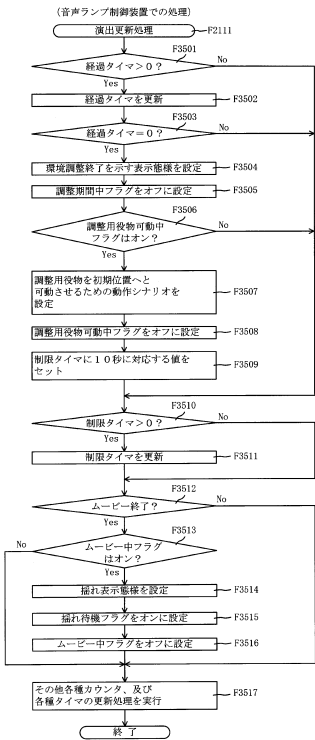 (音声ランプ制御装置での処理)
演出更新処理
F2111
F3501
経過タイマ>0?
No
Yes
経過タイマを更新
F3502
F3503
経過タイマ=0?
No
Yes
環境調整終了を示す表示態様を設定
F3504
調整期間中フラグをオフに設定
F3505
F3506
調整用役物可動中
フラグはオン?
No
Yes
調整用役物を初期位置へと
可動させるための動作シナリオを
設定
F3507
調整用役物可動中フラグをオフに設定
F3508
制限タイマに10秒に対応する値を
セット
F3509
F3510
制限タイマ>0?
No
Yes
制限タイマを更新
F3511
F3512
ムービー終了?
No
Yes
F3513
No
ムービー中フラグ
はオン?
Yes
揺れ表示態様を設定
F3514
揺れ待機フラグをオンに設定
F3515
ムービー中フラグをオフに設定
F3516
その他各種カウンタ、及び
各種タイマの更新処理を実行
F3517
終了